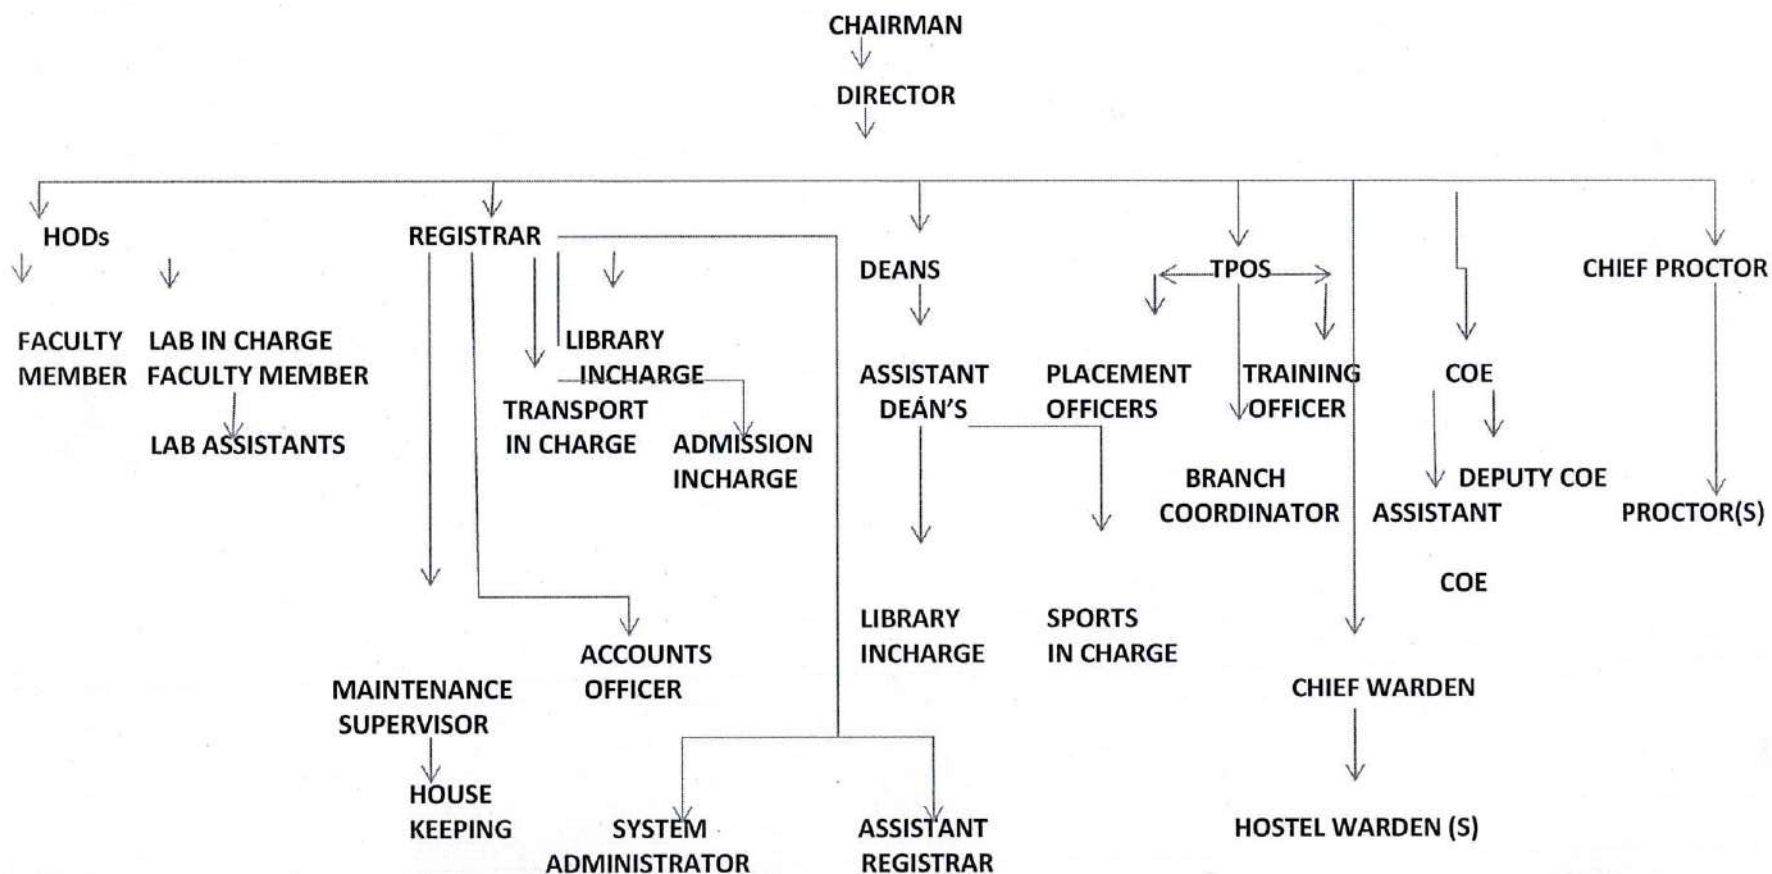 CHAIRMAN
DIRECTOR
HODs
REGISTRAR
DEANS
TPOS
CHIEF PROCTOR
FACULTY
MEMBER
LAB IN CHARGE
FACULTY MEMBER
LAB ASSISTANTS
LIBRARY
INCHARGE
TRANSPORT
IN CHARGE
ADMISSION
INCHARGE
ASSISTANT
DEAN'S
PLACEMENT
OFFICERS
TRAINING
OFFICER
COE
BRANCH
COORDINATOR
DEPUTY COE
ASSISTANT
COE
PROCTOR(S)
LIBRARY
INCHARGE
SPORTS
IN CHARGE
ACCOUNTS
OFFICER
MAINTENANCE
SUPERVISOR
CHIEF WARDEN
HOUSE
KEEPING
SYSTEM
ADMINISTRATOR
ASSISTANT
REGISTRAR
HOSTEL WARDEN (S)